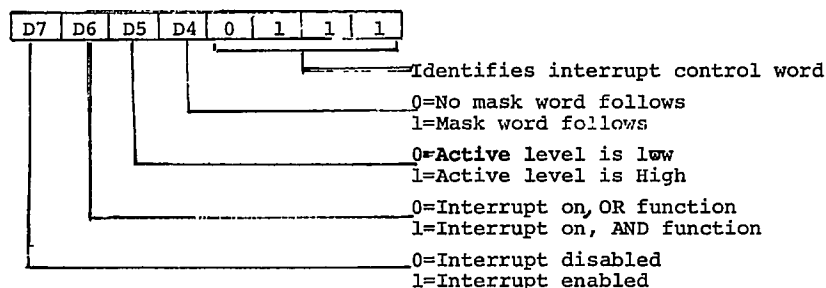 D7 D6 D5 D4 0 1 1 1
Identifies interrupt control word
0=No mask word follows
1=Mask word follows
0=Active level is low
1=Active level is High
0=Interrupt on, OR function
1=Interrupt on, AND function
0=Interrupt disabled
1=Interrupt enabled